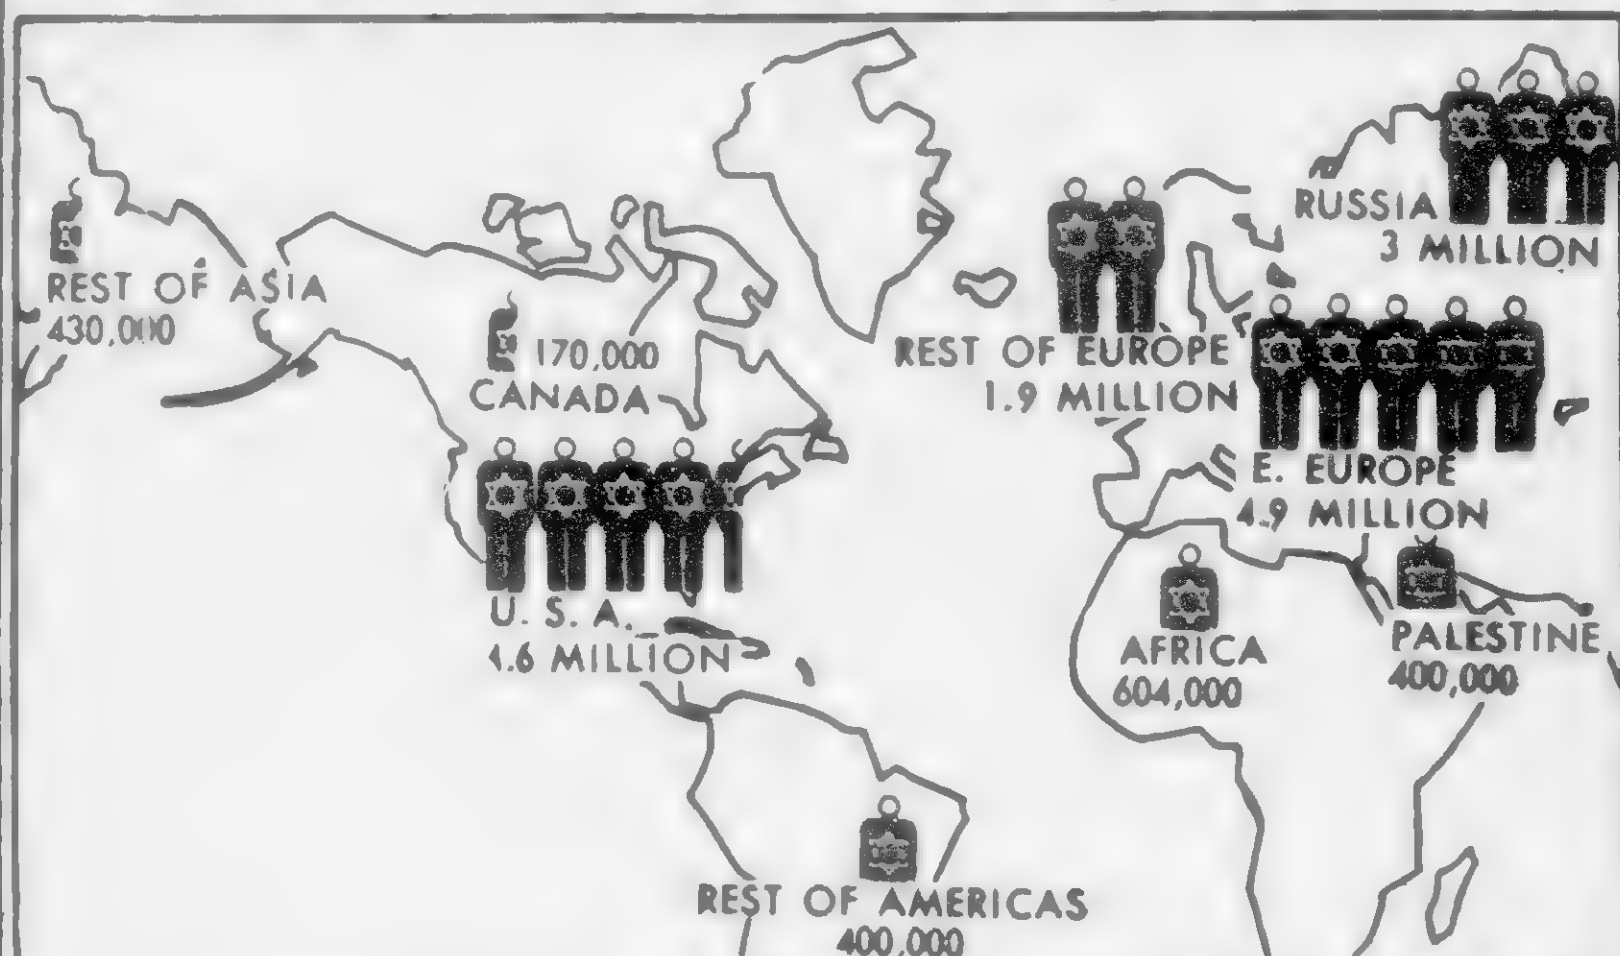 RUSSIA
3 MILLION
REST OF ASIA
430,000
170,000
CANADA
REST OF EUROPE
1.9 MILLION
E. EUROPE
4.9 MILLION
U. S. A.
4.6 MILLION
AFRICA
604,000
PALESTINE
400,000
REST OF AMERICAS
400,000